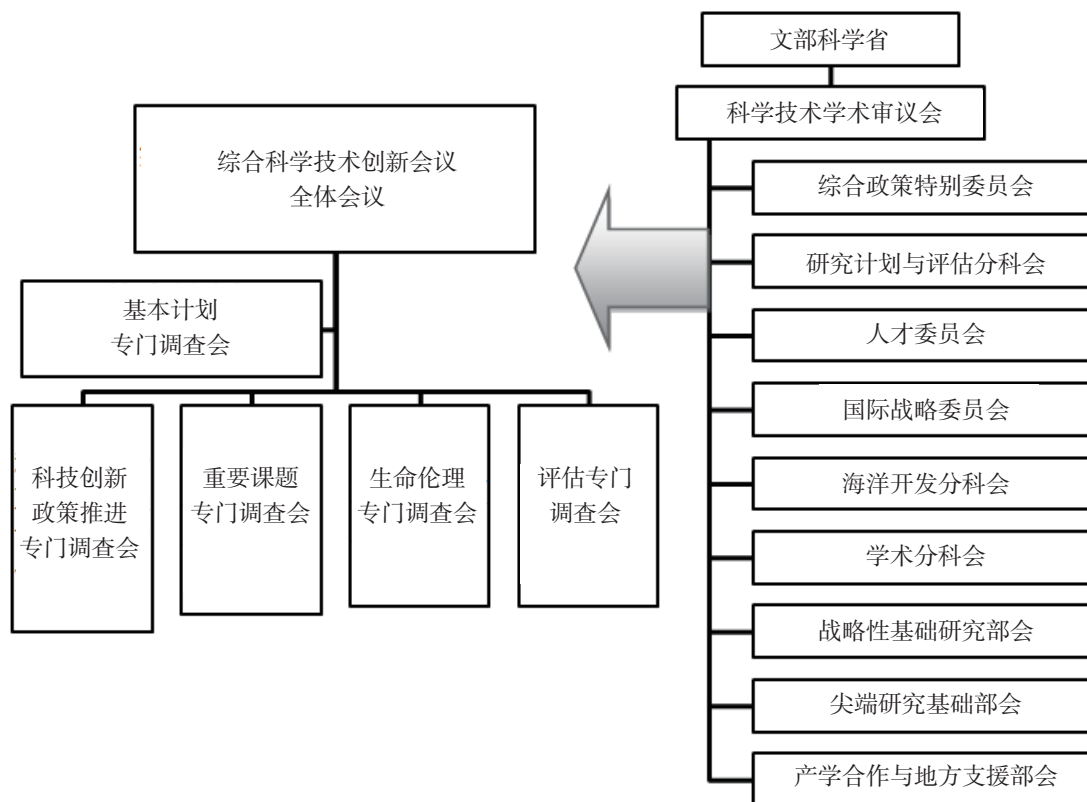 文部科学省
科学技术学术审议会
综合科学技术创新会议
全体会议
基本计划
专门调查会
科技创新
政策推进
专门调查会
重要课题
专门调查会
生命伦理
专门调查会
评估专门
调查会
综合政策特别委员会
研究计划与评估分科会
人才委员会
国际战略委员会
海洋开发分科会
学术分科会
战略性基础研究部会
尖端研究基础部会
产学合作与地方支援部会